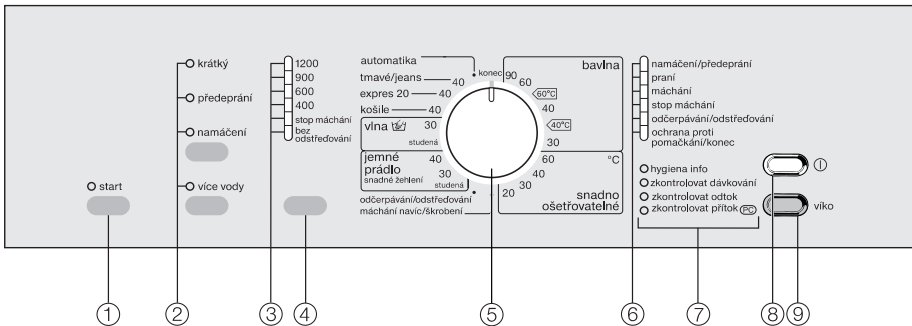 krátký
předeprání
namáčení
více vody
start
1200
900
600
400
stop máchání
bez
odstřeďování
automatika
tmavé/jeans 40
expres 20 40
košile 40
vlna 30
studená
jemné 40
prádlo 30
snadné žehlení
studená
odčerpávání/odstřeďování
máchání navíc/škrobení
konec
bavlna
90
60
60°C
40
40°C
30
60 °C
40
30
20
snadno
ošetřovatelné
namáčení/předeprání
praní
máchání
stop máchání
odčerpávání/odstřeďování
ochrana proti
pomačkání/konec
hygiena info
zkontrolovat dávkování
zkontrolovat odtok
zkontrolovat přítok PC
víko
1 2 3 4 5 6 7 8 9